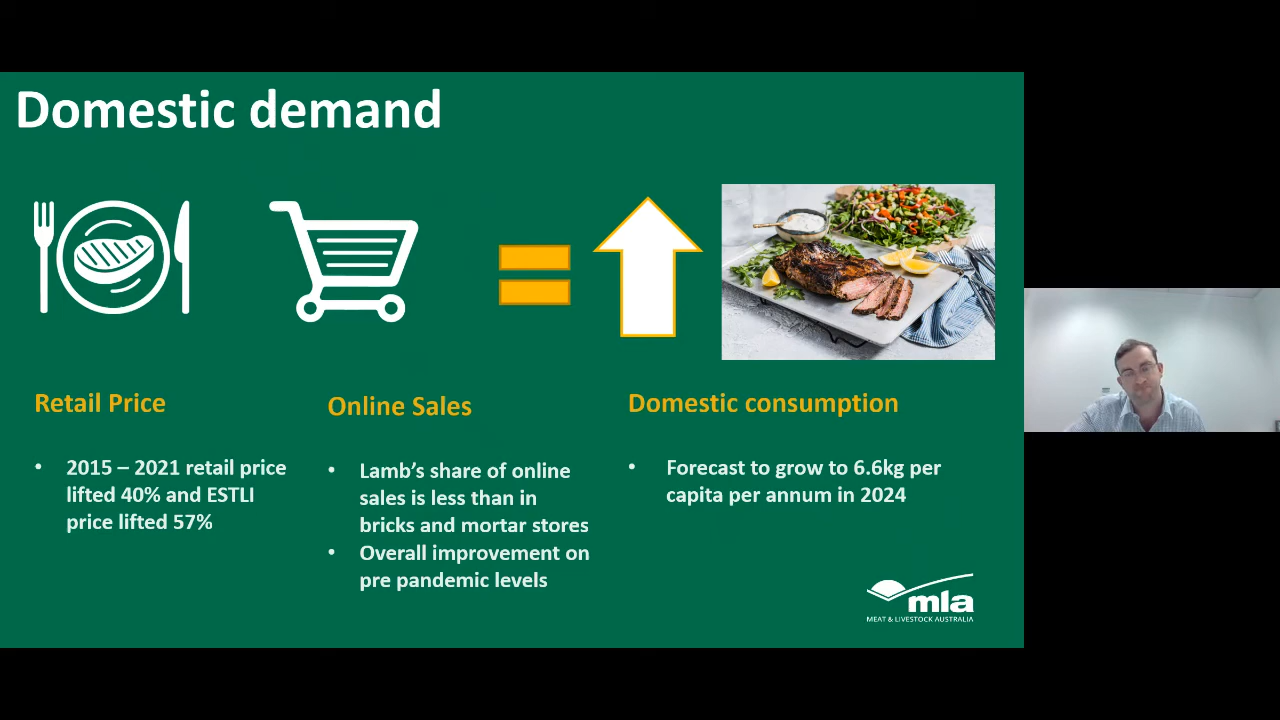 Domestic demand
Retail Price
• 2015 – 2021 retail price
lifted 40% and ESTLI
price lifted 57%
Online Sales
• Lamb’s share of online
sales is less than in
bricks and mortar stores
• Overall improvement on
pre pandemic levels
Domestic consumption
• Forecast to grow to 6.6kg per
capita per annum in 2024
mla
MEAT & LIVESTOCK AUSTRALIA